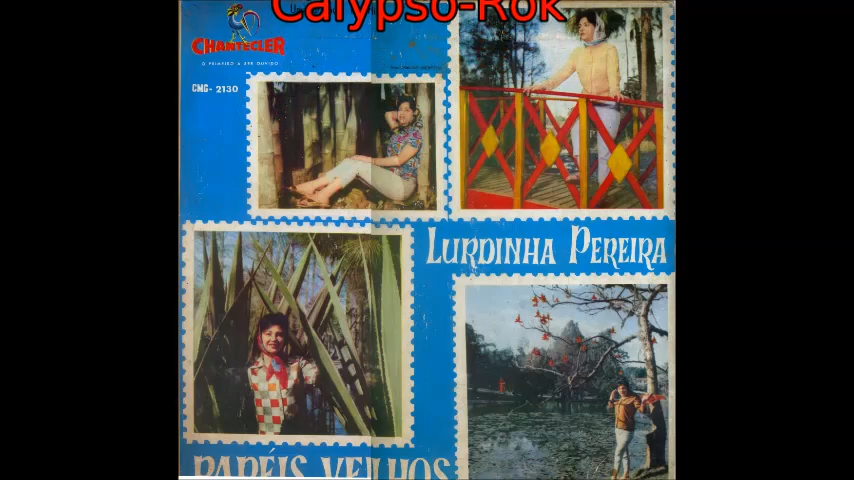 Calypso-Rok
CHANTECLER
O PRIMEIRO A SER OUVIDO
CMG - 2130
LURDINHA PEREIRA
PAPÉIS VELHOS